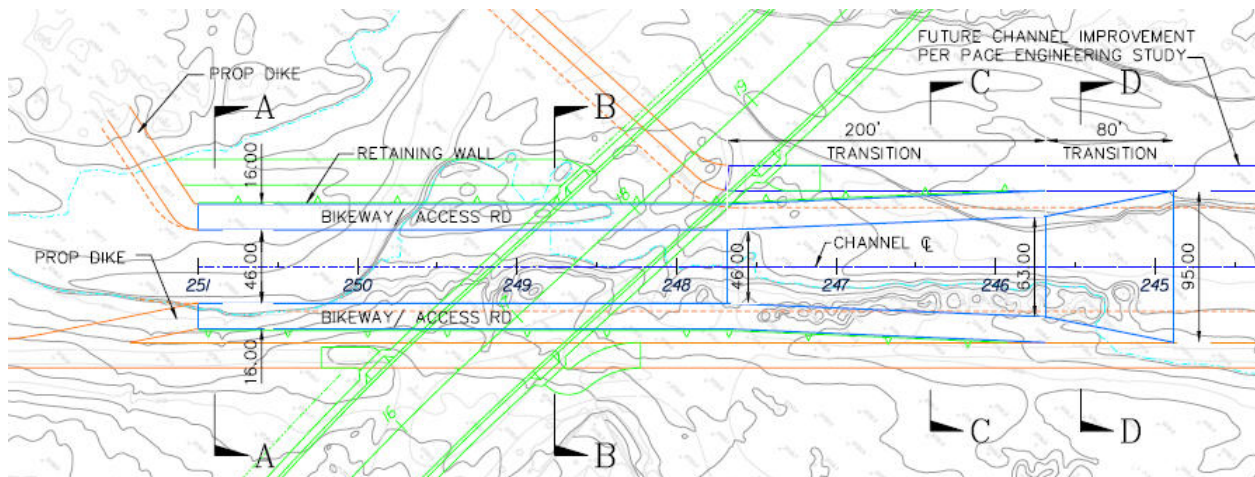 FUTURE CHANNEL IMPROVEMENT
PER PACE ENGINEERING STUDY
PROP DIKE
A
B
C
D
19
200'
TRANSITION
80'
TRANSITION
16.00
RETAINING WALL
18
BIKEWAY/ ACCESS RD
PROP DIKE
46.00
46.00
CHANNEL ℄
63.00
95.00
251
250
249
248
247
246
245
BIKEWAY/ ACCESS RD
16.00
16
A
B
C
D